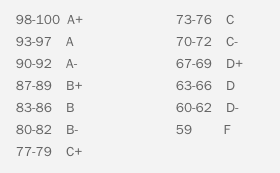 98-100 A+
93-97 A
90-92 A-
87-89 B+
83-86 B
80-82 B-
77-79 C+
73-76 C
70-72 C-
67-69 D+
63-66 D
60-62 D-
59 F